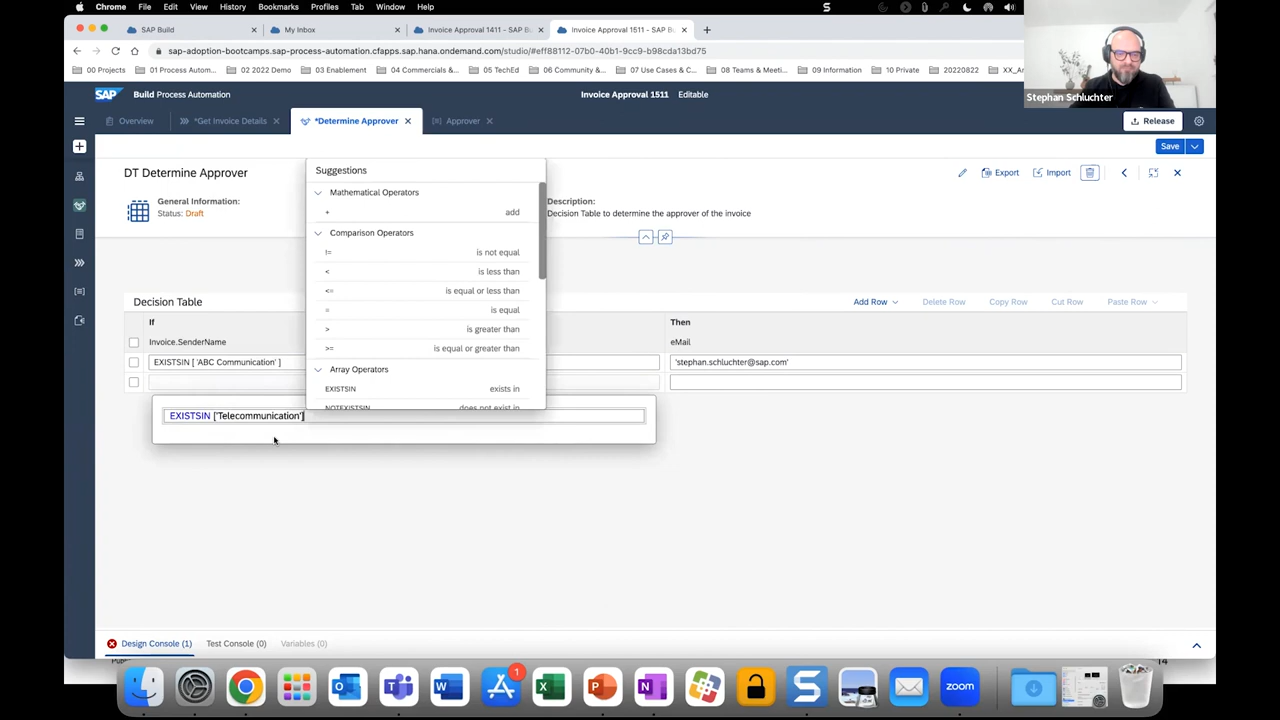 Chrome File Edit View History Bookmarks Profiles Tab Window Help
SAP Build My Inbox Invoice Approval 1411 - SAP B Invoice Approval 1511 - SAP B
sap-adoption-bootcamps.sap-process-automation.cfapps.sap.hana.ondemand.com/studio/#eff88112-07b0-40b1-9cc9-b98cda13bd75
00 Projects 01 Process Autom... 02 2022 Demo 03 Enablement 04 Commercials &... 05 TechEd 06 Community &... 07 Use Cases & C... 08 Teams & Meeti... 09 Information 10 Private 20220822
Stephan Schluchter
SAP Build Process Automation Invoice Approval 1511 Editable
Overview *Get Invoice Details *Determine Approver Approver Release
Save
DT Determine Approver Export Import
General Information:
Status: Draft
Description:
Decision Table to determine the approver of the invoice
Suggestions
Mathematical Operators
+ add
Comparison Operators
!= is not equal
< is less than
<= is equal or less than
= is equal
> is greater than
>= is equal or greater than
Array Operators
EXISTSIN exists in
NOTEXISTSIN does not exist in
Decision Table Add Row Delete Row Copy Row Cut Row Paste Row
If Then
Invoice.SenderName eMail
EXISTSIN [ 'ABC Communication' ] 'stephan.schluchter@sap.com'
EXISTSIN ['Telecommunication']
Design Console (1) Test Console (0) Variables (0)
14
1
zoom